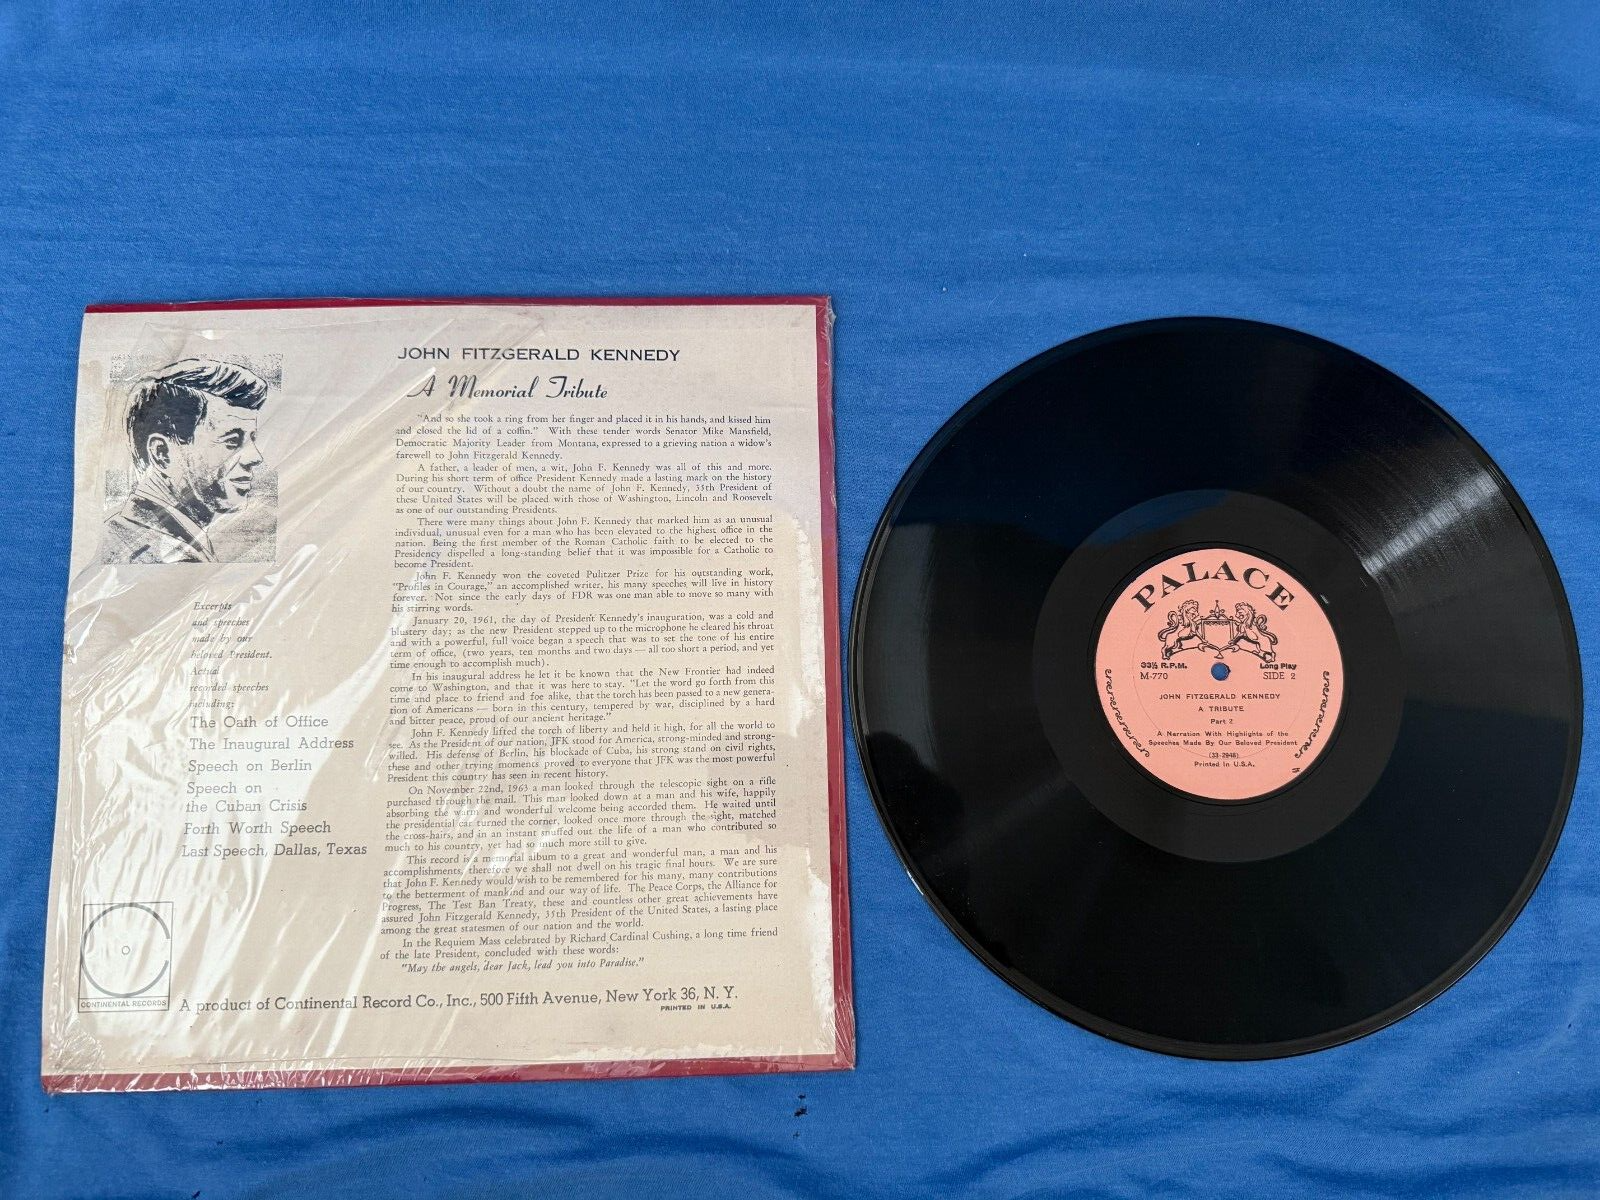 JOHN FITZGERALD KENNEDY
A Memorial Tribute
"And so she took a ring from her finger and placed it in his hands, and kissed him
and closed the lid of a coffin." With these tender words Senator Mike Mansfield,
Democratic Majority Leader from Montana, expressed to a grieving nation a widow's
farewell to John Fitzgerald Kennedy.
A father, a leader of men, a wit, John F. Kennedy was all of this and more.
During his short term of office President Kennedy made a lasting mark on the history
of our country. Without a doubt the name of John F. Kennedy, 35th President of
these United States will be placed with those of Washington, Lincoln and Roosevelt
as one of our outstanding Presidents.
There were many things about John F. Kennedy that marked him as an unusual
individual, unusual even for a man who has been elevated to the highest office in the
nation. Being the first member of the Roman Catholic faith to be elected to the
Presidency dispelled a long-standing belief that it was impossible for a Catholic to
become President.
John F. Kennedy won the coveted Pulitzer Prize for his outstanding work,
"Profiles in Courage," an accomplished writer, his many speeches will live in history
forever. Not since the early days of FDR was one man able to move so many with
his stirring words.
January 20, 1961, the day of President Kennedy's inauguration, was a cold and
blustery day; as the new President stepped up to the microphone he cleared his throat
and with a powerful, full voice began a speech that was to set the tone of his entire
term of office, (two years, ten months and two days — all too short a period, and yet
time enough to accomplish much).
In his inaugural address he let it be known that the New Frontier had indeed
come to Washington, and that it was here to stay. "Let the word go forth from this
time and place to friend and foe alike, that the torch has been passed to a new genera-
tion of Americans — born in this century, tempered by war, disciplined by a hard
and bitter peace, proud of our ancient heritage."
John F. Kennedy lifted the torch of liberty and held it high, for all the world to
see. As the President of our nation, JFK stood for America, strong-minded and strong-
willed. His defense of Berlin, his blockade of Cuba, his strong stand on civil rights,
these and other trying moments proved to everyone that JFK was the most powerful
President this country has seen in recent history.
On November 22nd, 1963 a man looked through the telescopic sight on a rifle
purchased through the mail. This man looked down at a man and his wife, happily
absorbing the warm and wonderful welcome being accorded them. He waited until
the presidential car turned the corner, looked once more through the sight, matched
the cross-hairs, and in an instant snuffed out the life of a man who contributed so
much to his country, yet had so much more still to give.
This record is a memorial album to a great and wonderful man, a man and his
accomplishments, therefore we shall not dwell on his tragic final hours. We are sure
that John F. Kennedy would wish to be remembered for his many, many contributions
to the betterment of mankind and our way of life. The Peace Corps, the Alliance for
Progress, The Test Ban Treaty, these and countless other great achievements have
assured John Fitzgerald Kennedy, 35th President of the United States, a lasting place
among the great statesmen of our nation and the world.
In the Requiem Mass celebrated by Richard Cardinal Cushing, a long time friend
of the late President, concluded with these words:
"May the angels, dear Jack, lead you into Paradise."
Excerpts
and speeches
made by our
beloved President.
Actual
recorded speeches
including:
The Oath of Office
The Inaugural Address
Speech on Berlin
Speech on
the Cuban Crisis
Forth Worth Speech
Last Speech, Dallas, Texas
CONTINENTAL RECORDS
A product of Continental Record Co., Inc., 500 Fifth Avenue, New York 36, N. Y.
PRINTED IN U.S.A.
PALACE
33⅓ R.P.M. Long Play
M-770 SIDE 2
JOHN FITZGERALD KENNEDY
A TRIBUTE
Part 2
A Narration With Highlights of the
Speeches Made By Our Beloved President
(33-2948)
Printed in U.S.A.